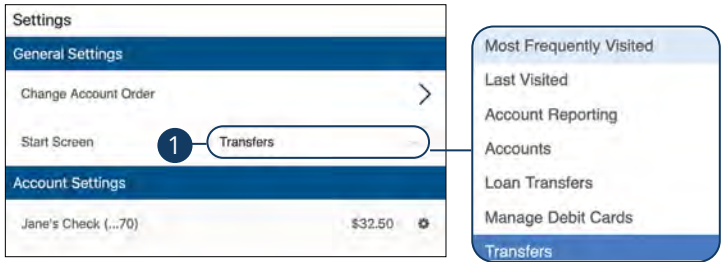 Settings
General Settings
Change Account Order
Start Screen 1 Transfers
Account Settings
Jane's Check (...70) $32.50
Most Frequently Visited
Last Visited
Account Reporting
Accounts
Loan Transfers
Manage Debit Cards
Transfers